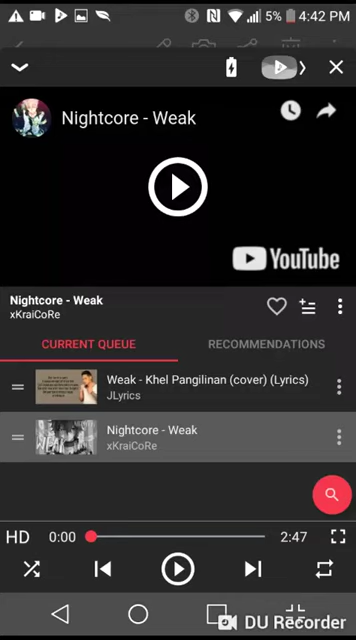 5% 4:42 PM
Nightcore - Weak
YouTube
Nightcore - Weak
xKraiCoRe
CURRENT QUEUE RECOMMENDATIONS
Weak - Khel Pangilinan (cover) (Lyrics)
JLyrics
Nightcore - Weak
xKraiCoRe
HD 0:00 2:47
DU Recorder